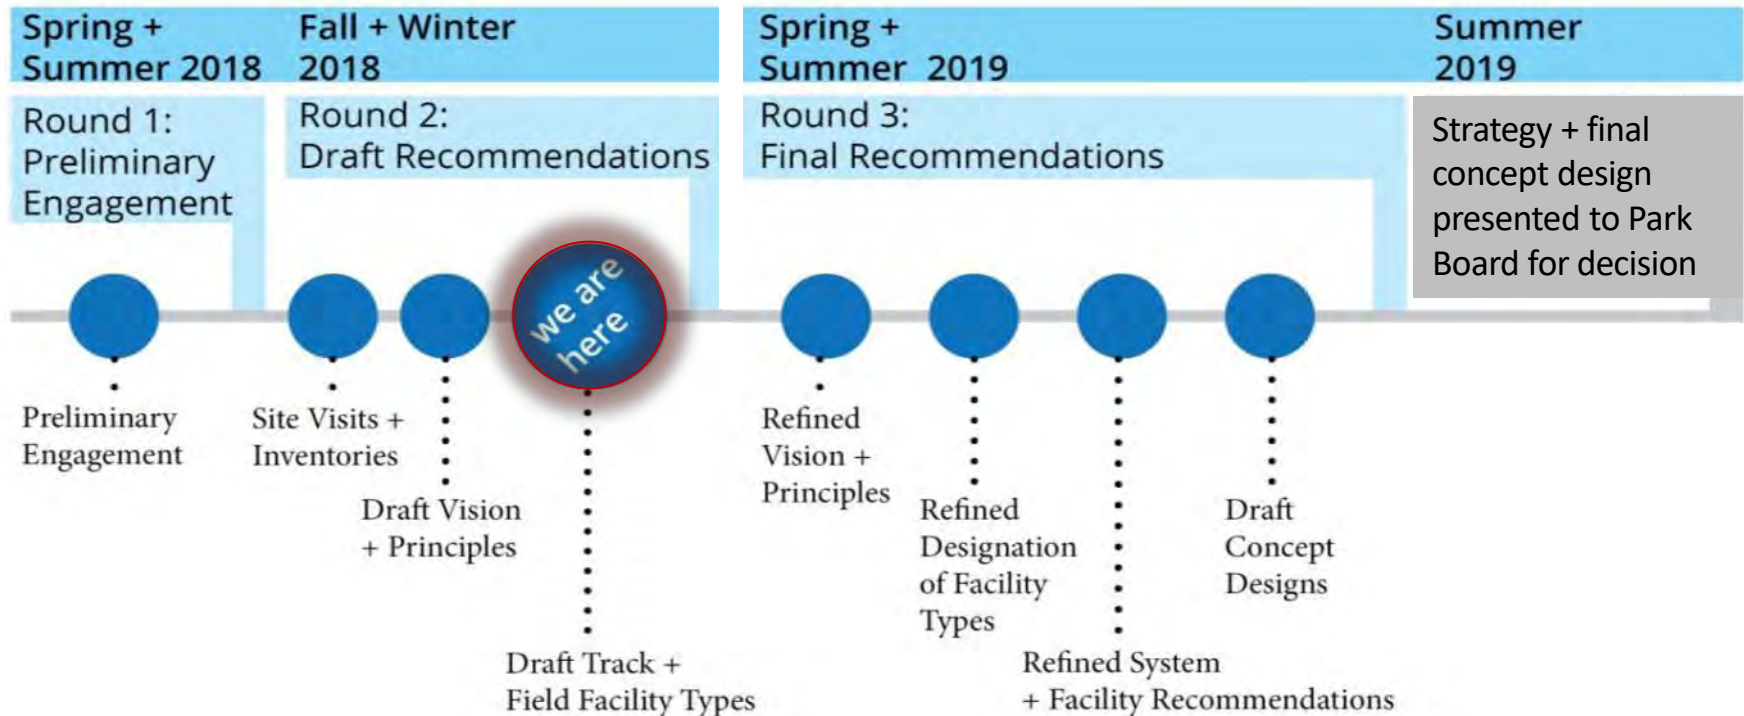 Spring +
Summer 2018
Fall + Winter
2018
Spring +
Summer 2019
Summer
2019
Round 1:
Preliminary
Engagement
Round 2:
Draft Recommendations
Round 3:
Final Recommendations
Strategy + final
concept design
presented to Park
Board for decision
we are
here
Preliminary
Engagement
Site Visits +
Inventories
Draft Vision
+ Principles
Draft Track +
Field Facility Types
Refined
Vision +
Principles
Refined
Designation
of Facility
Types
Refined System
+ Facility Recommendations
Draft
Concept
Designs